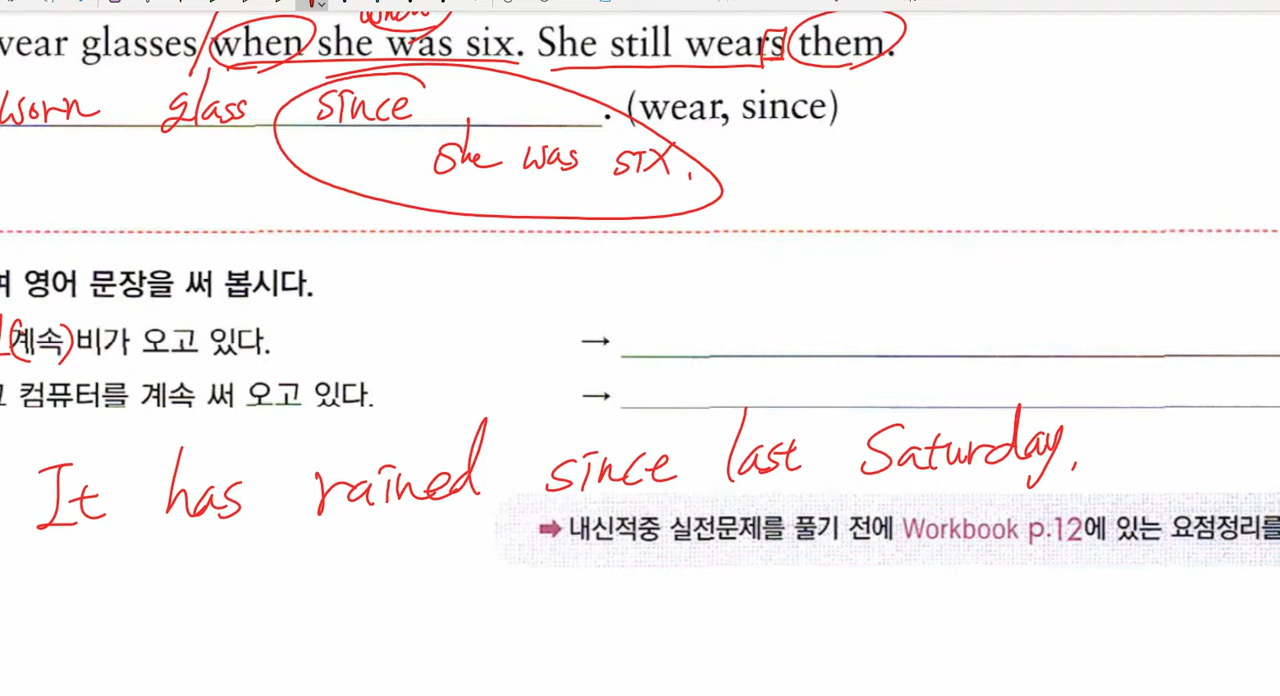 wear glasses when she was six. She still wears them.
worn glass since . (wear, since)
she was six.
영어 문장을 써 봅시다.
(계속)비가 오고 있다. →
컴퓨터를 계속 써 오고 있다. →
It has rained since last Saturday.
➡ 내신적중 실전문제를 풀기 전에 Workbook p.12에 있는 요점정리를